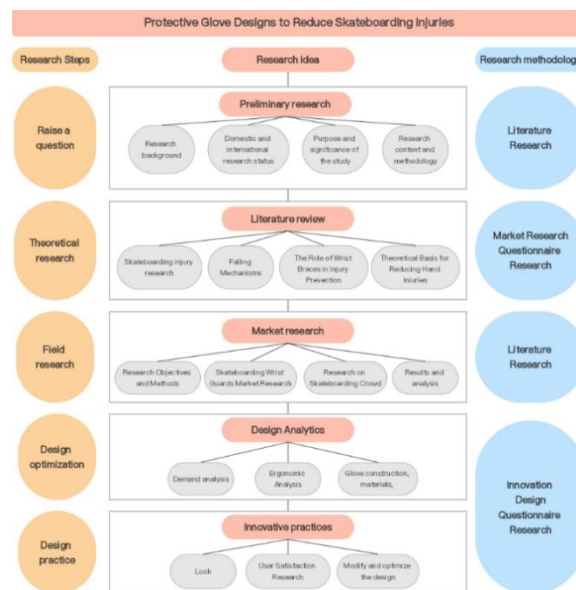 Protective Glove Designs to Reduce Skateboarding Injuries
Research Steps
Research idea
Research methodolog
Raise a
question
Preliminary research
Research
background
Domestic and
international
research status
Purpose and
significance of
the study
Research
content and
methodology
Literature
Research
Theoretical
research
Literature review
Skateboarding injury
research
Falling
Mechanisms
The Role of Wrist
Braces in Injury
Prevention
Theoretical Basis for
Reducing Hand
Injuries
Market Research
Questionnaire
Research
Field
research
Market research
Research Objectives
and Methods
Skateboarding Wrist
Guards Market Research
Research on
Skateboarding Crowd
Results and
analysis
Literature
Research
Design
optimization
Design Analytics
Demand analysis
Ergonomic
Analysis
Glove construction,
materials,
Innovation
Design
Questionnaire
Research
Design
practice
Innovative practices
Look
User Satisfaction
Research
Modify and optimize
the design